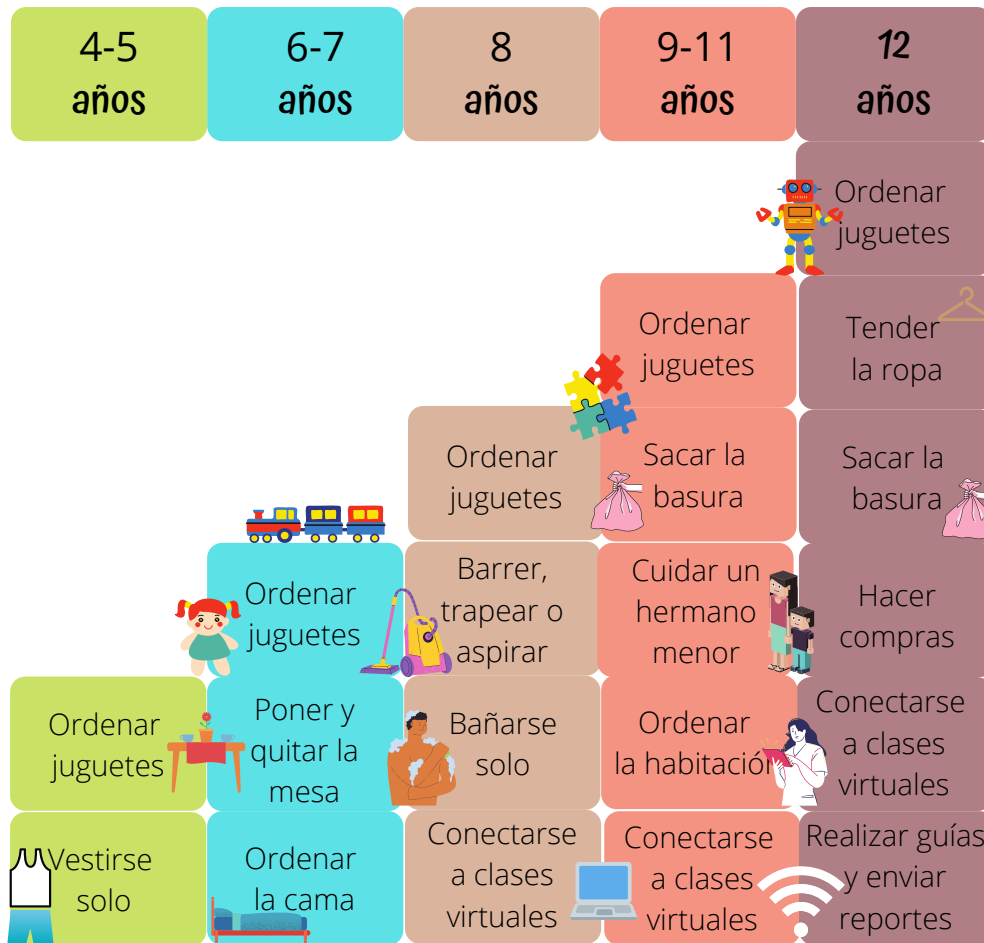 4-5
años
6-7
años
8
años
9-11
años
12
años
Ordenar
juguetes
Ordenar
juguetes
Tender
la ropa
Ordenar
juguetes
Sacar la
basura
Sacar la
basura
Ordenar
juguetes
Barrer,
trapear o
aspirar
Cuidar un
hermano
menor
Hacer
compras
Ordenar
juguetes
Poner y
quitar la
mesa
Bañarse
solo
Ordenar
la habitación
Conectarse
a clases
virtuales
Vestirse
solo
Ordenar
la cama
Conectarse
a clases
virtuales
Conectarse
a clases
virtuales
Realizar guías
y enviar
reportes